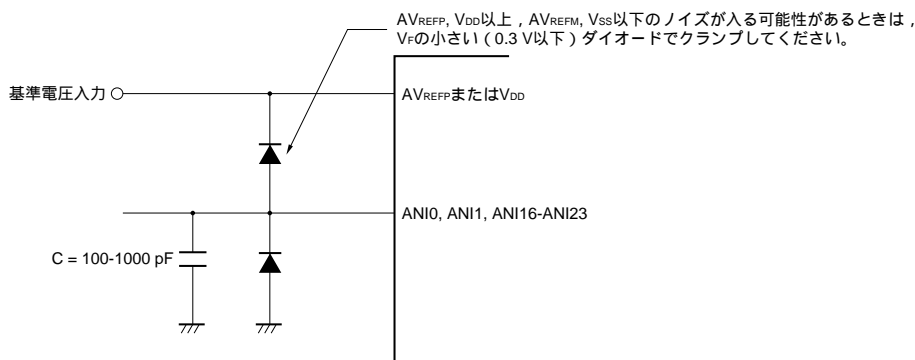 AVREFP, VDD以上，AVREFM, VSS以下のノイズが入る可能性があるときは，
VFの小さい（0.3 V以下）ダイオードでクランプしてください。
基準電圧入力
AVREFPまたはVDD
ANI0, ANI1, ANI16-ANI23
C = 100-1000 pF